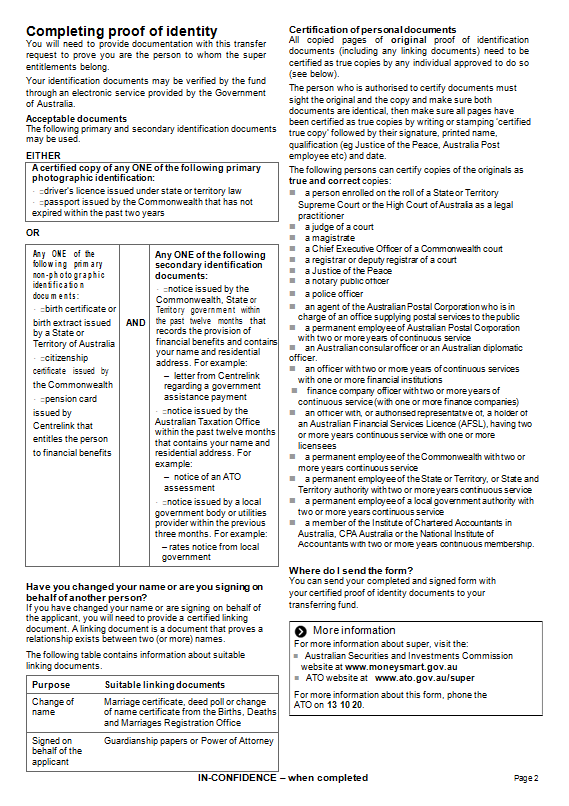 Completing proof of identity
You will need to provide documentation with this transfer
request to prove you are the person to whom the super
entitlements belong.
Your identification documents may be verified by the fund
through an electronic service provided by the Government
of Australia.
Acceptable documents
The following primary and secondary identification documents
may be used.
EITHER
A certified copy of any ONE of the following primary
photographic identification:
driver's licence issued under state or territory law
passport issued by the Commonwealth that has not
expired within the past two years
OR
Any ONE of the
following primary
non-photographic
identification
documents:
birth certificate or
birth extract issued
by a State or
Territory of Australia
citizenship
certificate issued by
the Commonwealth
pension card
issued by
Centrelink that
entitles the person
to financial benefits
AND
Any ONE of the following
secondary identification
documents:
notice issued by the
Commonwealth, State or
Territory government within
the past twelve months that
records the provision of
financial benefits and contains
your name and residential
address. For example:
– letter from Centrelink
regarding a government
assistance payment
notice issued by the
Australian Taxation Office
within the past twelve months
that contains your name and
residential address. For
example:
– notice of an ATO
assessment
notice issued by a local
government body or utilities
provider within the previous
three months. For example:
– rates notice from local
government
Have you changed your name or are you signing on
behalf of another person?
If you have changed your name or are signing on behalf of
the applicant, you will need to provide a certified linking
document. A linking document is a document that proves a
relationship exists between two (or more) names.
The following table contains information about suitable
linking documents.
Purpose Suitable linking documents
Change of name
Marriage certificate, deed poll or change
of name certificate from the Births, Deaths
and Marriages Registration Office
Signed on
behalf of the
applicant
Guardianship papers or Power of Attorney
Certification of personal documents
All copied pages of original proof of identification
documents (including any linking documents) need to be
certified as true copies by any individual approved to do so
(see below).
The person who is authorised to certify documents must
sight the original and the copy and make sure both
documents are identical, then make sure all pages have
been certified as true copies by writing or stamping 'certified
true copy' followed by their signature, printed name,
qualification (eg Justice of the Peace, Australia Post
employee etc) and date.
The following persons can certify copies of the originals as
true and correct copies:
a person enrolled on the roll of a State or Territory
Supreme Court or the High Court of Australia as a legal
practitioner
a judge of a court
a magistrate
a Chief Executive Officer of a Commonwealth court
a registrar or deputy registrar of a court
a Justice of the Peace
a notary public officer
a police officer
an agent of the Australian Postal Corporation who is in
charge of an office supplying postal services to the public
a permanent employee of Australian Postal Corporation
with two or more years of continuous service
an Australian consular officer or an Australian diplomatic
officer.
an officer with two or more years of continuous services
with one or more financial institutions
finance company officer with two or more years of
continuous service (with one or more finance companies)
an officer with, or authorised representative of, a holder of
an Australian Financial Services Licence (AFSL), having two
or more years continuous service with one or more
licensees
a permanent employee of the Commonwealth with two or
more years continuous service
a permanent employee of the State or Territory, or State and
Territory authority with two or more years continuous service
a permanent employee of a local government authority with
two or more years continuous service
a member of the Institute of Chartered Accountants in
Australia, CPA Australia or the National Institute of
Accountants with two or more years continuous membership.
Where do I send the form?
You can send your completed and signed form with
your certified proof of identity documents to your
transferring fund.
More information
For more information about super, visit the:
Australian Securities and Investments Commission
website at www.moneysmart.gov.au
ATO website at www.ato.gov.au/super
For more information about this form, phone the
ATO on 13 10 20.
IN-CONFIDENCE – when completed
Page 2